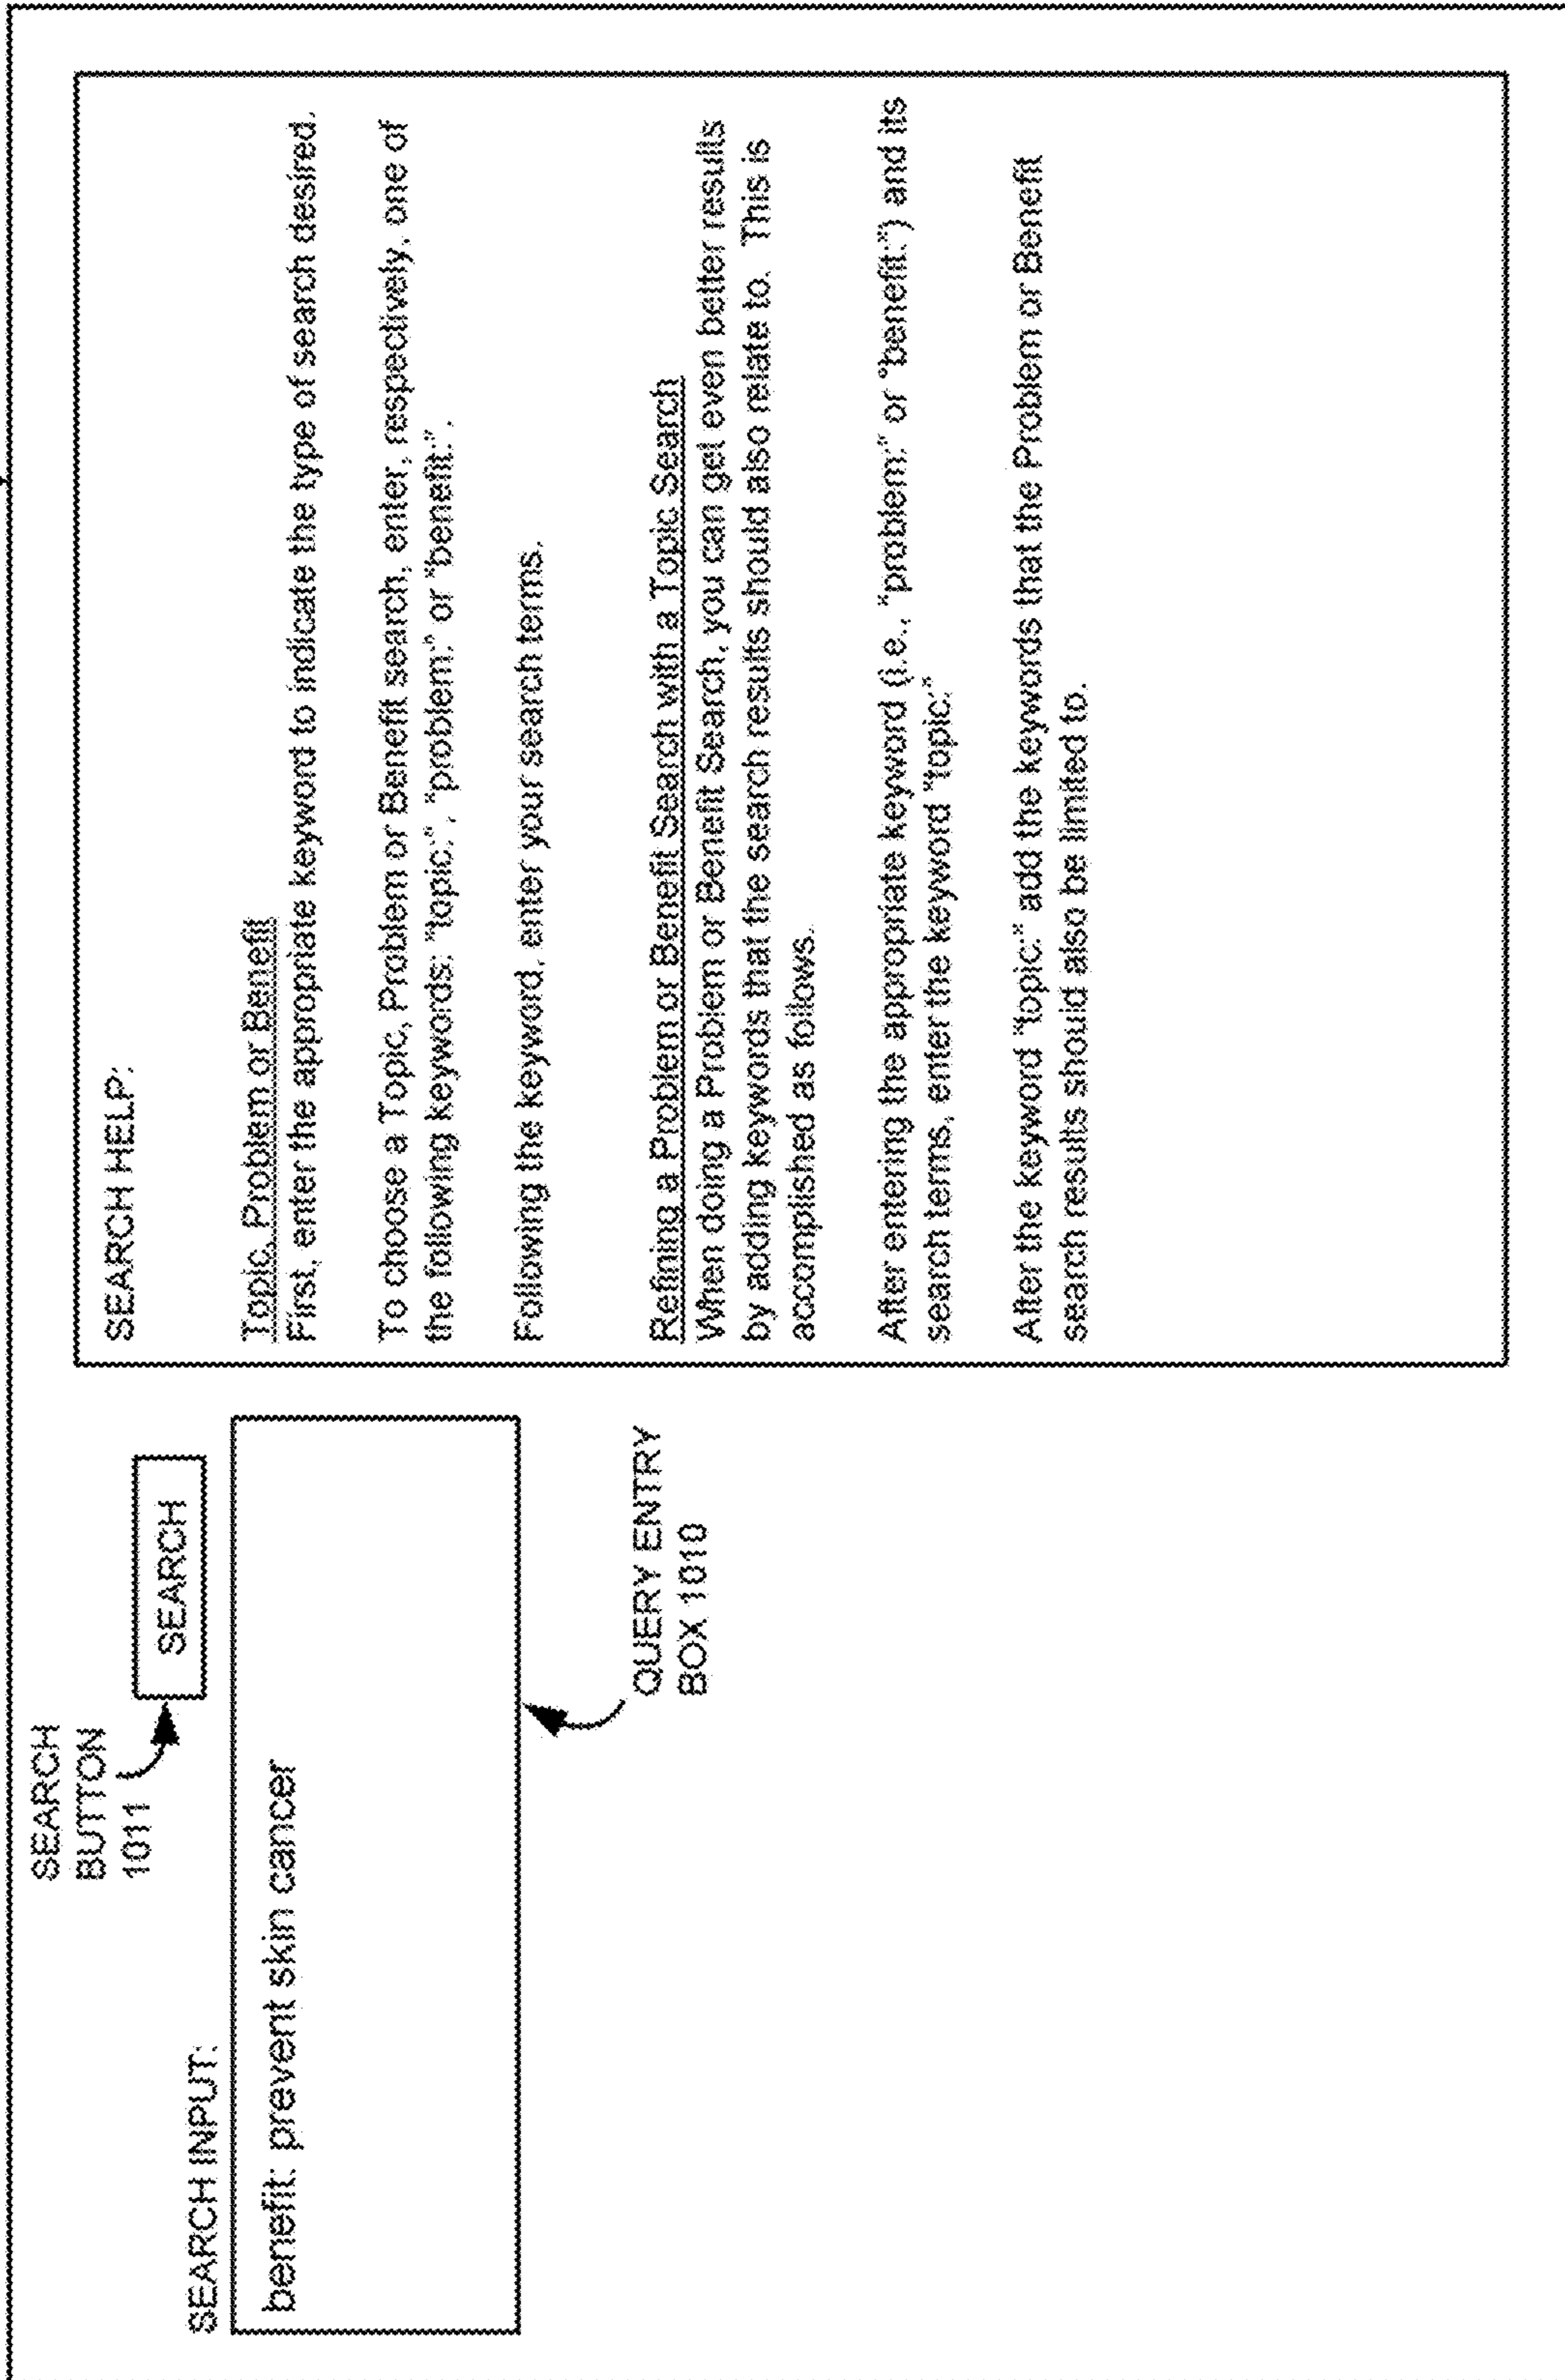 SEARCH
BUTTON
1011
SEARCH
SEARCH INPUT:
benefit: prevent skin cancer
QUERY ENTRY
BOX 1010
SEARCH HELP:
Topic, Problem or Benefit
First, enter the appropriate keyword to indicate the type of search desired.
To choose a Topic, Problem or Benefit search, enter, respectively, one of
the following keywords: "topic:", "problem:" or "benefit:".
Following the keyword, enter your search terms.
Refining a Problem or Benefit Search with a Topic Search
When doing a Problem or Benefit Search, you can get even better results
by adding keywords that the search results should also relate to. This is
accomplished as follows.
After entering the appropriate keyword (i.e., "problem:" or "benefit:") and its
search terms, enter the keyword "topic:"
After the keyword "topic:" add the keywords that the Problem or Benefit
search results should also be limited to.